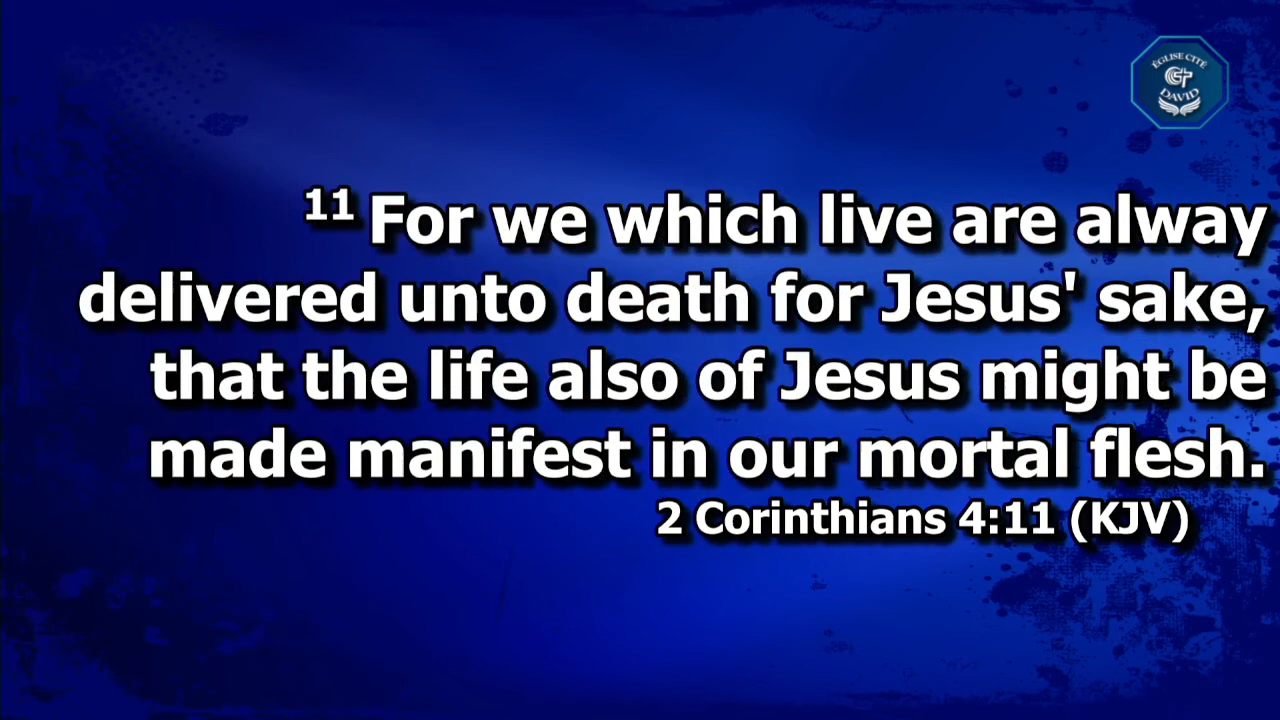 ÉGLISE CITÉ
DAVID
11 For we which live are alway
delivered unto death for Jesus' sake,
that the life also of Jesus might be
made manifest in our mortal flesh.
2 Corinthians 4:11 (KJV)